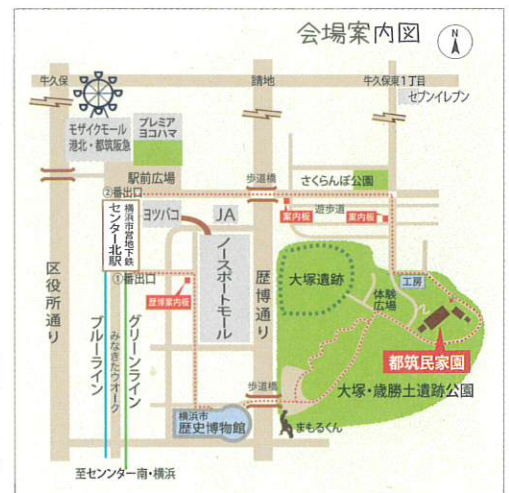 会場案内図
N
牛久保
請地
牛久保東1丁目
セブンイレブン
モザイクモール
港北・都筑阪急
プレミア
ヨコハマ
駅前広場
歩道橋
さくらんぼ公園
②番出口
横浜市営地下鉄
センター北駅
ヨツバコ
JA
案内板
遊歩道
案内板
①番出口
歴博案内板
ノースポートモール
大塚遺跡
体験
広場
工房
区役所通り
歴博通り
ブルーライン
みなきたウオーク
グリーンライン
都筑民家園
大塚・歳勝土遺跡公園
歩道橋
横浜市
歴史博物館
まもるくん
至センンター南・横浜